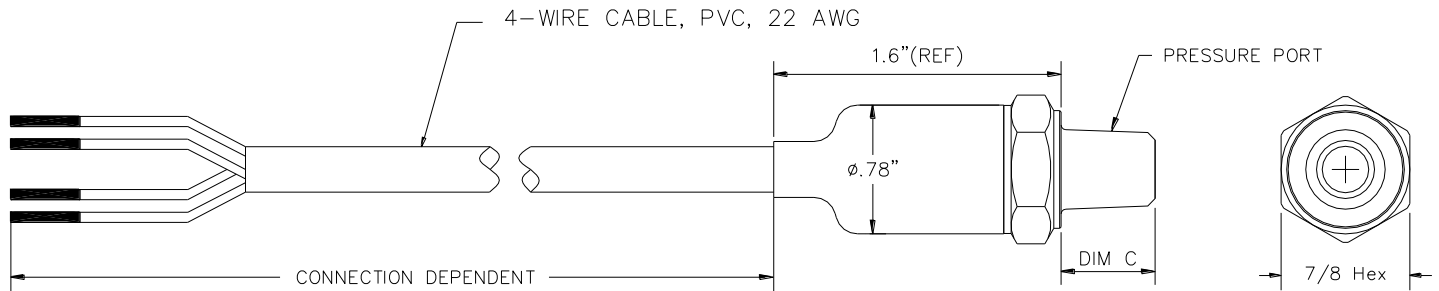 4-WIRE CABLE, PVC, 22 AWG
1.6"(REF)
PRESSURE PORT
ø.78"
DIM C
CONNECTION DEPENDENT
7/8 Hex